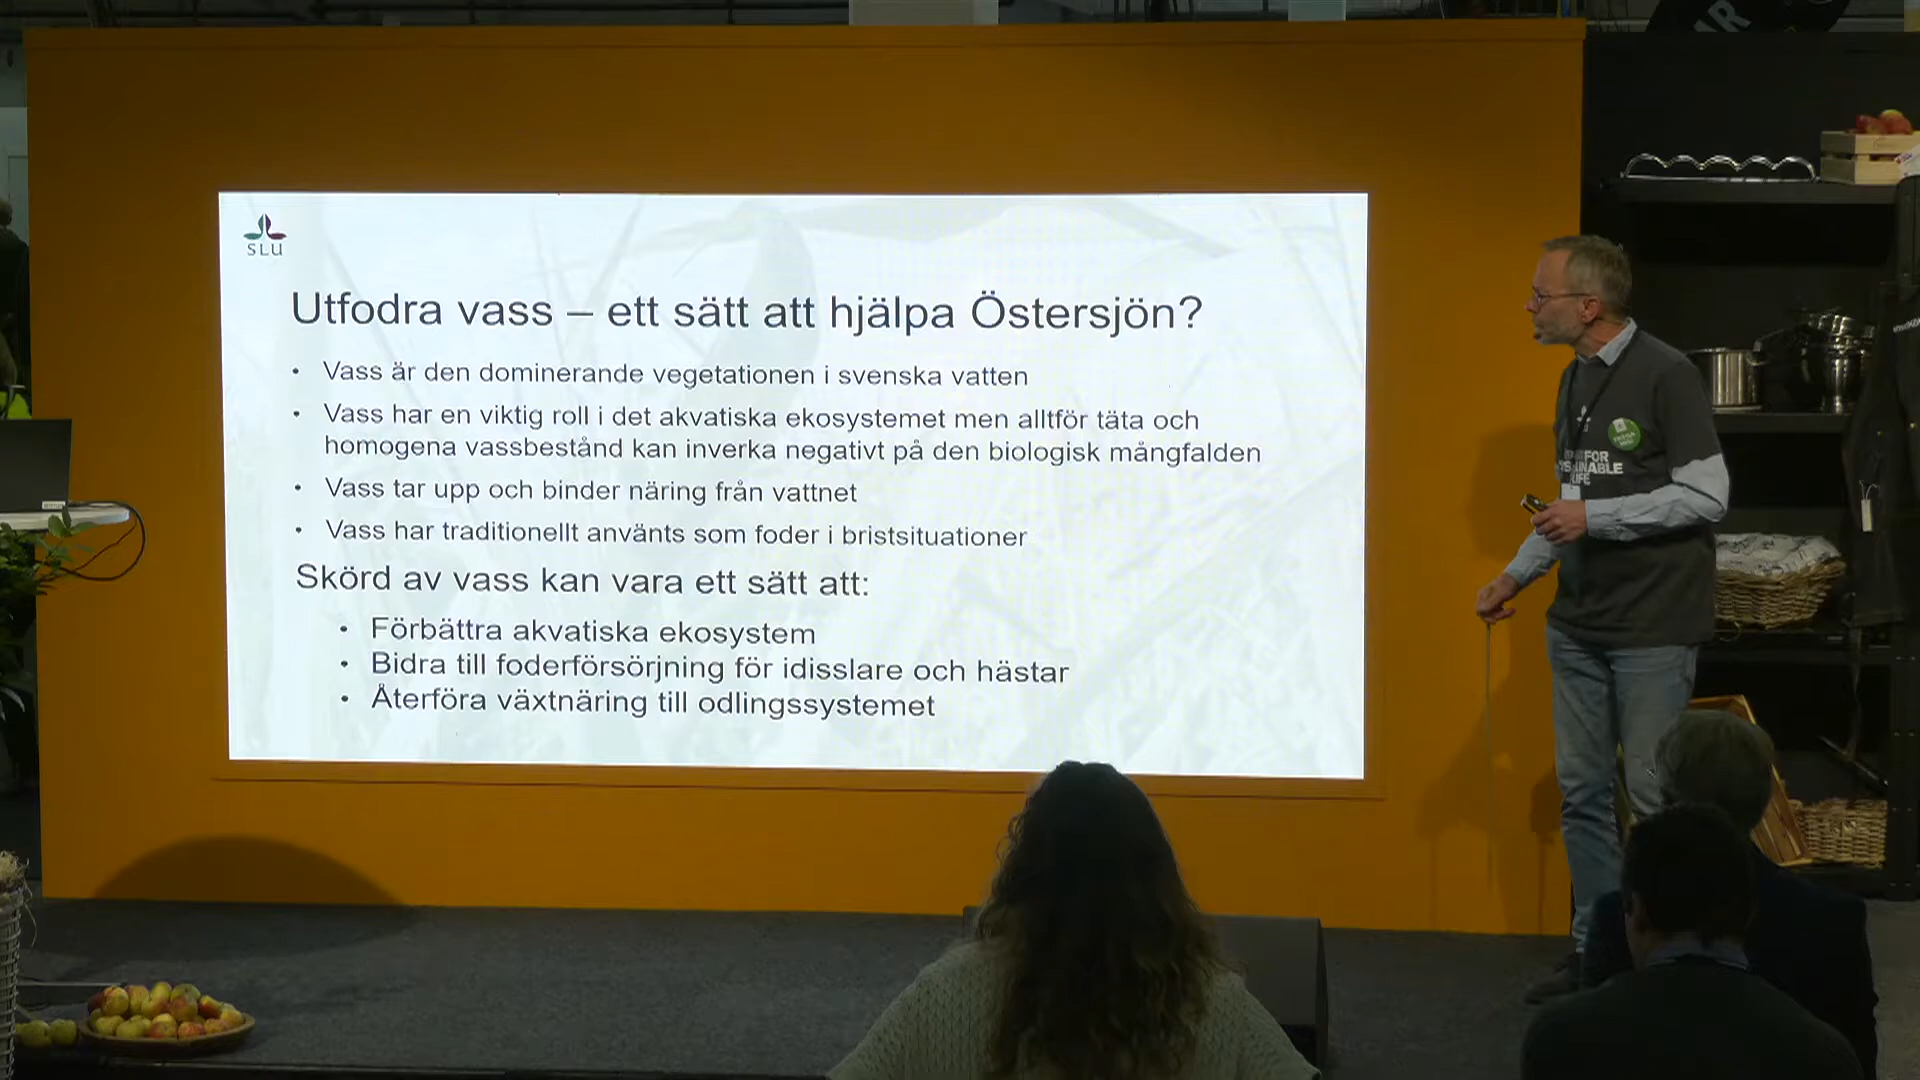 SLU
Utfodra vass – ett sätt att hjälpa Östersjön?
• Vass är den dominerande vegetationen i svenska vatten
• Vass har en viktig roll i det akvatiska ekosystemet men alltför täta och
homogena vassbestånd kan inverka negativt på den biologisk mångfalden
• Vass tar upp och binder näring från vattnet
• Vass har traditionellt använts som foder i bristsituationer
Skörd av vass kan vara ett sätt att:
• Förbättra akvatiska ekosystem
• Bidra till foderförsörjning för idisslare och hästar
• Återföra växtnäring till odlingssystemet
FOR
LIFE